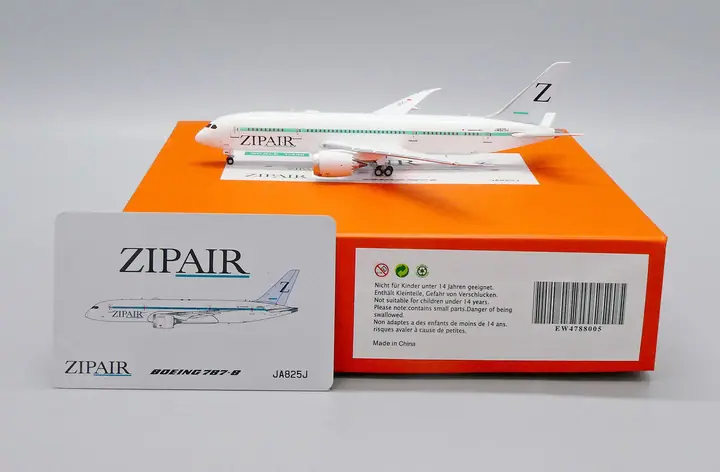 Z
JA825J
ZIPAIR
ZIPAIR
Z
ZIPAIR
ZIPAIR
BOEING 787-8
JA825J
Nicht für Kinder unter 14 Jahren geeignet.
Enthält Kleinteile, Gefahr von Verschlucken.
Not suitable for children under 14 years.
Please note:contains small parts.Danger of being
swallowed.
Non adaptes a des enfants de moins de 14 ans.
risques avaler à cause de petites.
Made in China
EW4788005